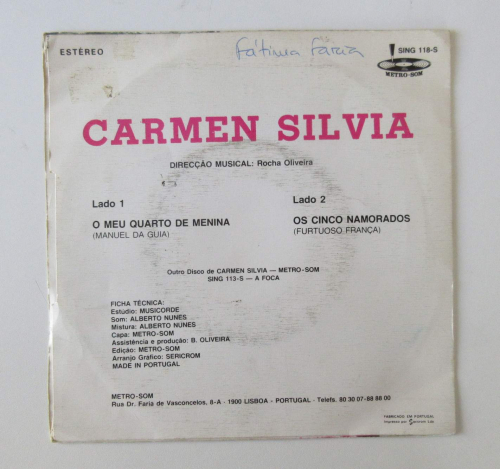 ESTÉREO
Fátima Faria
SING 118-S
METRO-SOM
CARMEN SILVIA
DIRECÇÃO MUSICAL: Rocha Oliveira
Lado 1
O MEU QUARTO DE MENINA
(MANUEL DA GUIA)
Lado 2
OS CINCO NAMORADOS
(FURTUOSO FRANÇA)
Outro Disco de CARMEN SILVIA — METRO-SOM
SING 113-S — A FOCA
FICHA TÉCNICA:
Estúdio: MUSICORDE
Som: ALBERTO NUNES
Mistura: ALBERTO NUNES
Capa: METRO-SOM
Assistência e produção: B. OLIVEIRA
Edição: METRO-SOM
Arranjo Gráfico: SERICROM
MADE IN PORTUGAL
METRO-SOM
Rua Dr. Faria de Vasconcelos, 8-A - 1900 LISBOA - PORTUGAL - Telefs. 80 30 07-88 88 00
FABRICADO EM PORTUGAL
Impresso por Sericrom Lda.